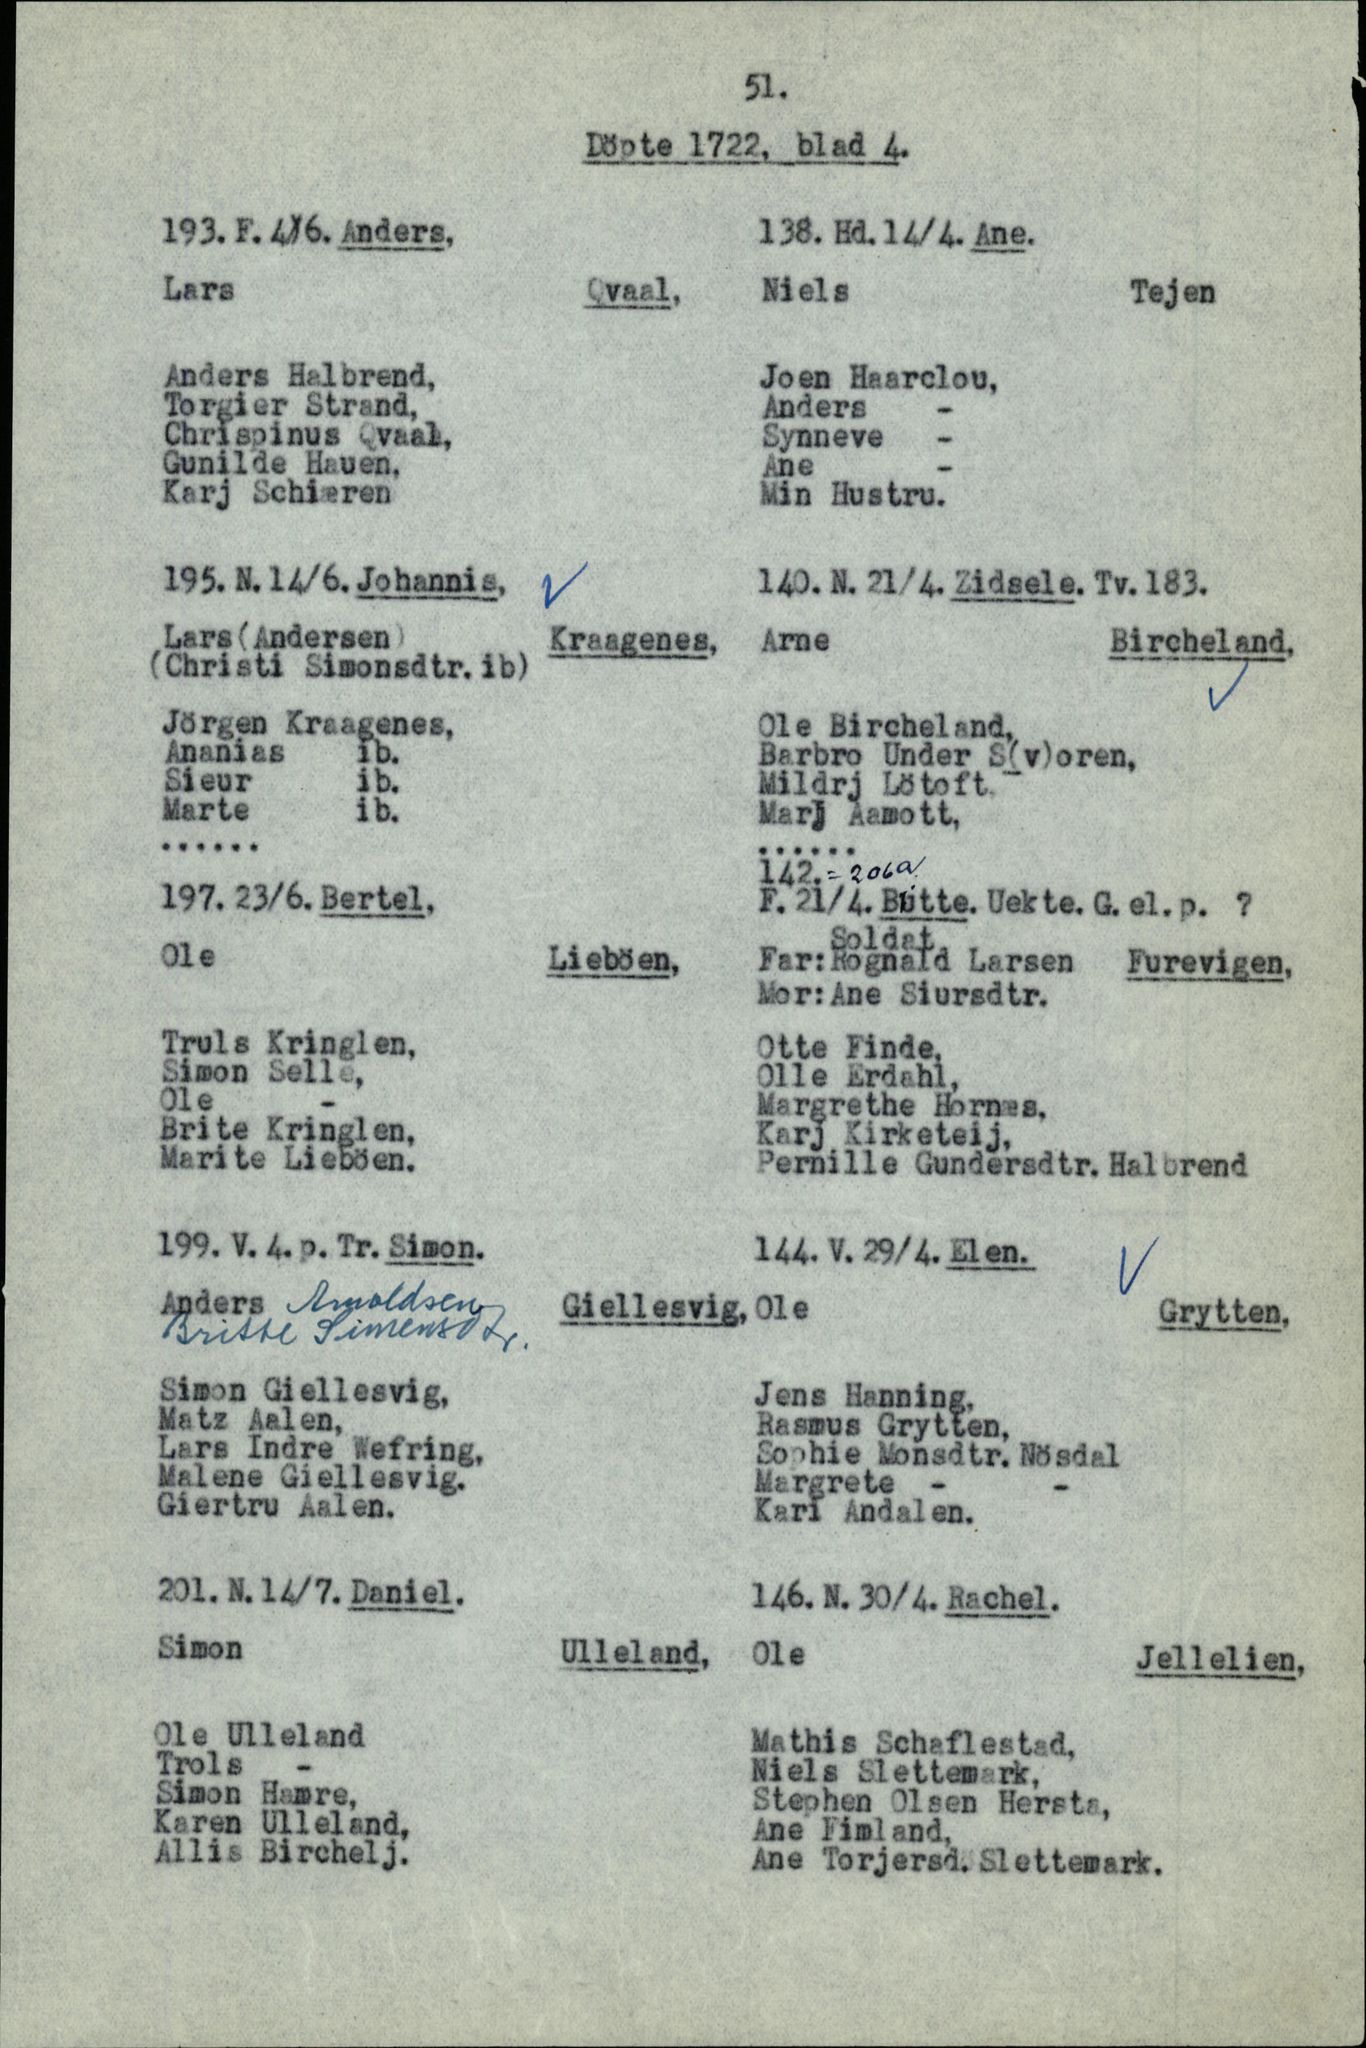 51.
Döpte 1722, blad 4.
193. F. 4/6. Anders,
Lars Qvaal,
Anders Halbrend,
Torgier Strand,
Chrispinus Qvaal,
Gunilde Hauen,
Karj Schiæren
195. N. 14/6. Johannis,
Lars (Andersen) Kraagenes,
(Christi Simonsdtr. ib)
Jörgen Kraagenes,
Ananias ib.
Sieur ib.
Marte ib.
......
197. 23/6. Bertel,
Ole Lieböen,
Truls Kringlen,
Simon Selle,
Ole -
Brite Kringlen,
Marite Lieböen.
199. V. 4. p. Tr. Simon.
Anders Arnoldsen Giellesvig,
Britte Simensdtr.
Simon Giellesvig,
Matz Aalen,
Lars Indre Wefring,
Malene Giellesvig.
Giertru Aalen.
201. N. 14/7. Daniel.
Simon Ulleland,
Ole Ulleland
Trols -
Simon Hamre,
Karen Ulleland,
Allis Birchelj.
138. Hd. 14/4. Ane.
Niels Tejen
Joen Haarclou,
Anders -
Synneve -
Ane -
Min Hustru.
140. N. 21/4. Zidsele. Tv. 183.
Arne Bircheland,
Ole Bircheland,
Barbro Under S(v)oren,
Mildrj Lötoft.
Marj Aamott,
......
142. = 206a
F. 21/4. Bitte. Uekte. G. el. p. ?
Soldat
Far: Rognald Larsen Furevigen,
Mor: Ane Siursdtr.
Otte Finde,
Olle Erdahl,
Margrethe Hornæs,
Karj Kirketeij,
Pernille Gundersdtr. Halbrend
144. V. 29/4. Elen.
Ole Grytten,
Jens Hanning,
Rasmus Grytten,
Sophie Monsdtr. Nösdal
Margrete - -
Kari Andalen.
146. N. 30/4. Rachel.
Ole Jellelien,
Mathis Schaflestad,
Niels Slettemark,
Stephen Olsen Hersta,
Ane Fimland,
Ane Torjersd. Slettemark.